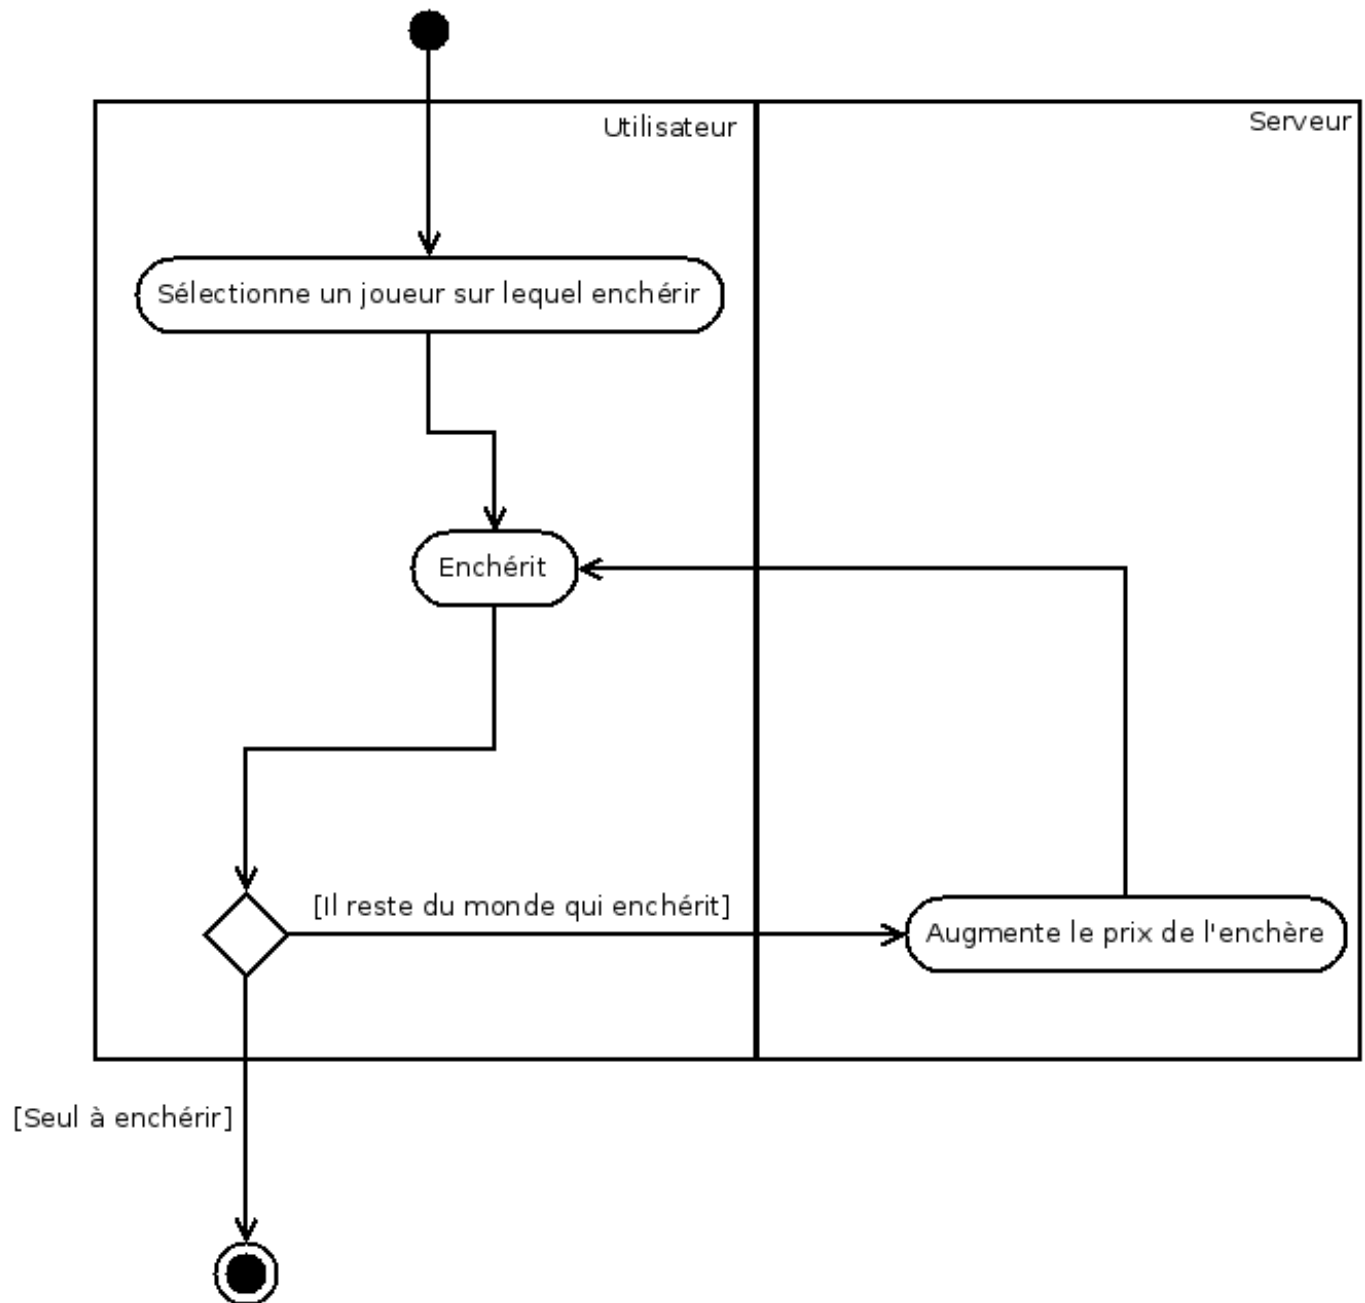 Utilisateur
Serveur
Sélectionne un joueur sur lequel enchérir
Enchérit
[Il reste du monde qui enchérit]
Augmente le prix de l'enchère
[Seul à enchérir]